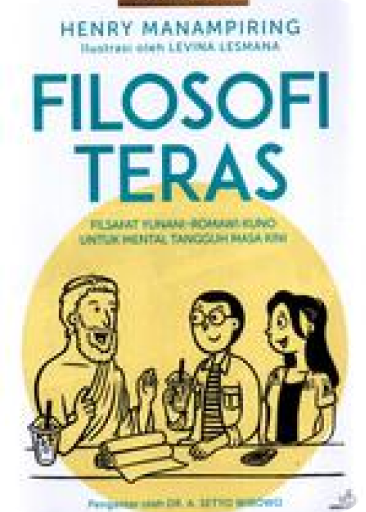 HENRY MANAMPIRING
Ilustrasi oleh LEVINA LESMANA
FILOSOFI
TERAS
FILSAFAT YUNANI-ROMAWI KUNO
UNTUK MENTAL TANGGUH MASA KINI
Pengantar oleh DR. A. SETYO WIBOWO